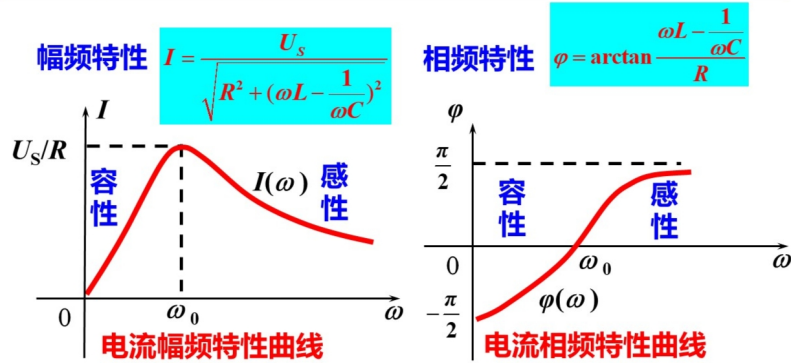 幅频特性 I = U_S / √(R² + (ωL − 1/(ωC))²)
I
U_S/R
容性
I(ω)
感性
0
ω₀
ω
电流幅频特性曲线
相频特性 φ = arctan (ωL − 1/(ωC)) / R
φ
π/2
容性
感性
0
ω₀
ω
−π/2
φ(ω)
电流相频特性曲线